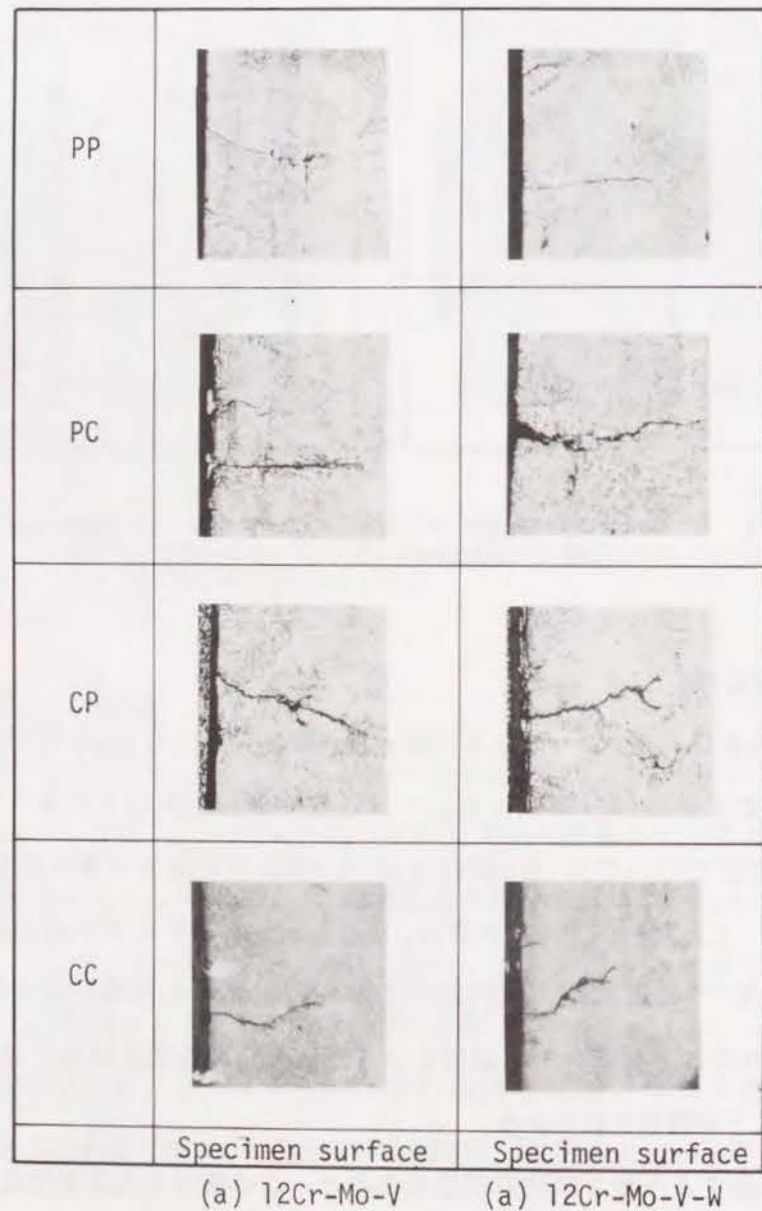 PP
PC
CP
CC
Specimen surface Specimen surface
(a) 12Cr-Mo-V (a) 12Cr-Mo-V-W